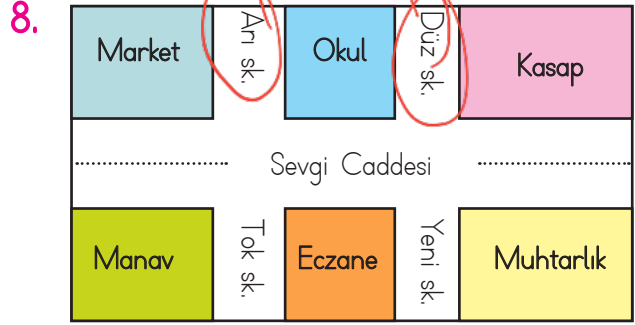 8.
Market
Arı sk.
Okul
Düz sk.
Kasap
Sevgi Caddesi
Manav
Tok sk.
Eczane
Yeni sk.
Muhtarlık